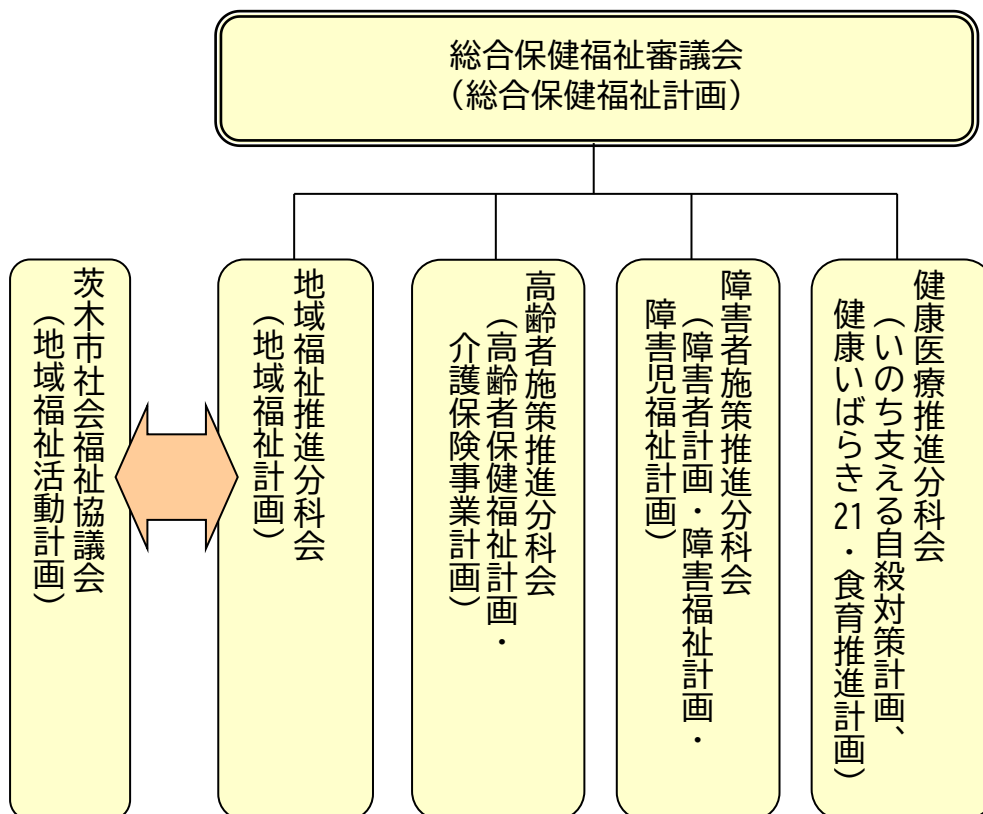 総合保健福祉審議会
（総合保健福祉計画）
健康医療推進分科会
（いのち支える自殺対策計画、
健康いばらき21・食育推進計画）
障害者施策推進分科会
（障害者計画・障害福祉計画・
障害児福祉計画）
高齢者施策推進分科会
（高齢者保健福祉計画・
介護保険事業計画）
地域福祉推進分科会
（地域福祉計画）
茨木市社会福祉協議会
（地域福祉活動計画）